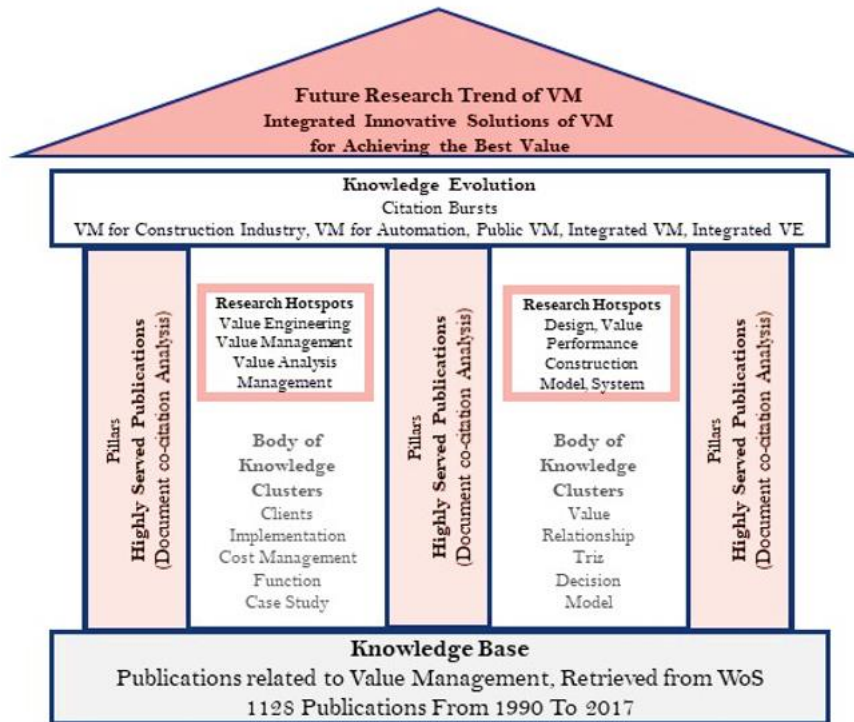 Future Research Trend of VM
Integrated Innovative Solutions of VM
for Achieving the Best Value
Knowledge Evolution
Citation Bursts
VM for Construction Industry, VM for Automation, Public VM, Integrated VM, Integrated VE
Pillars
Highly Served Publications
(Document co-citation Analysis)
Research Hotspots
Value Engineering
Value Management
Value Analysis
Management
Body of
Knowledge
Clusters
Clients
Implementation
Cost Management
Function
Case Study
Pillars
Highly Served Publications
(Document co-citation Analysis)
Research Hotspots
Design, Value
Performance
Construction
Model, System
Body of
Knowledge
Clusters
Value
Relationship
Triz
Decision
Model
Pillars
Highly Served Publications
(Document co-citation Analysis)
Knowledge Base
Publications related to Value Management, Retrieved from WoS
1128 Publications From 1990 To 2017